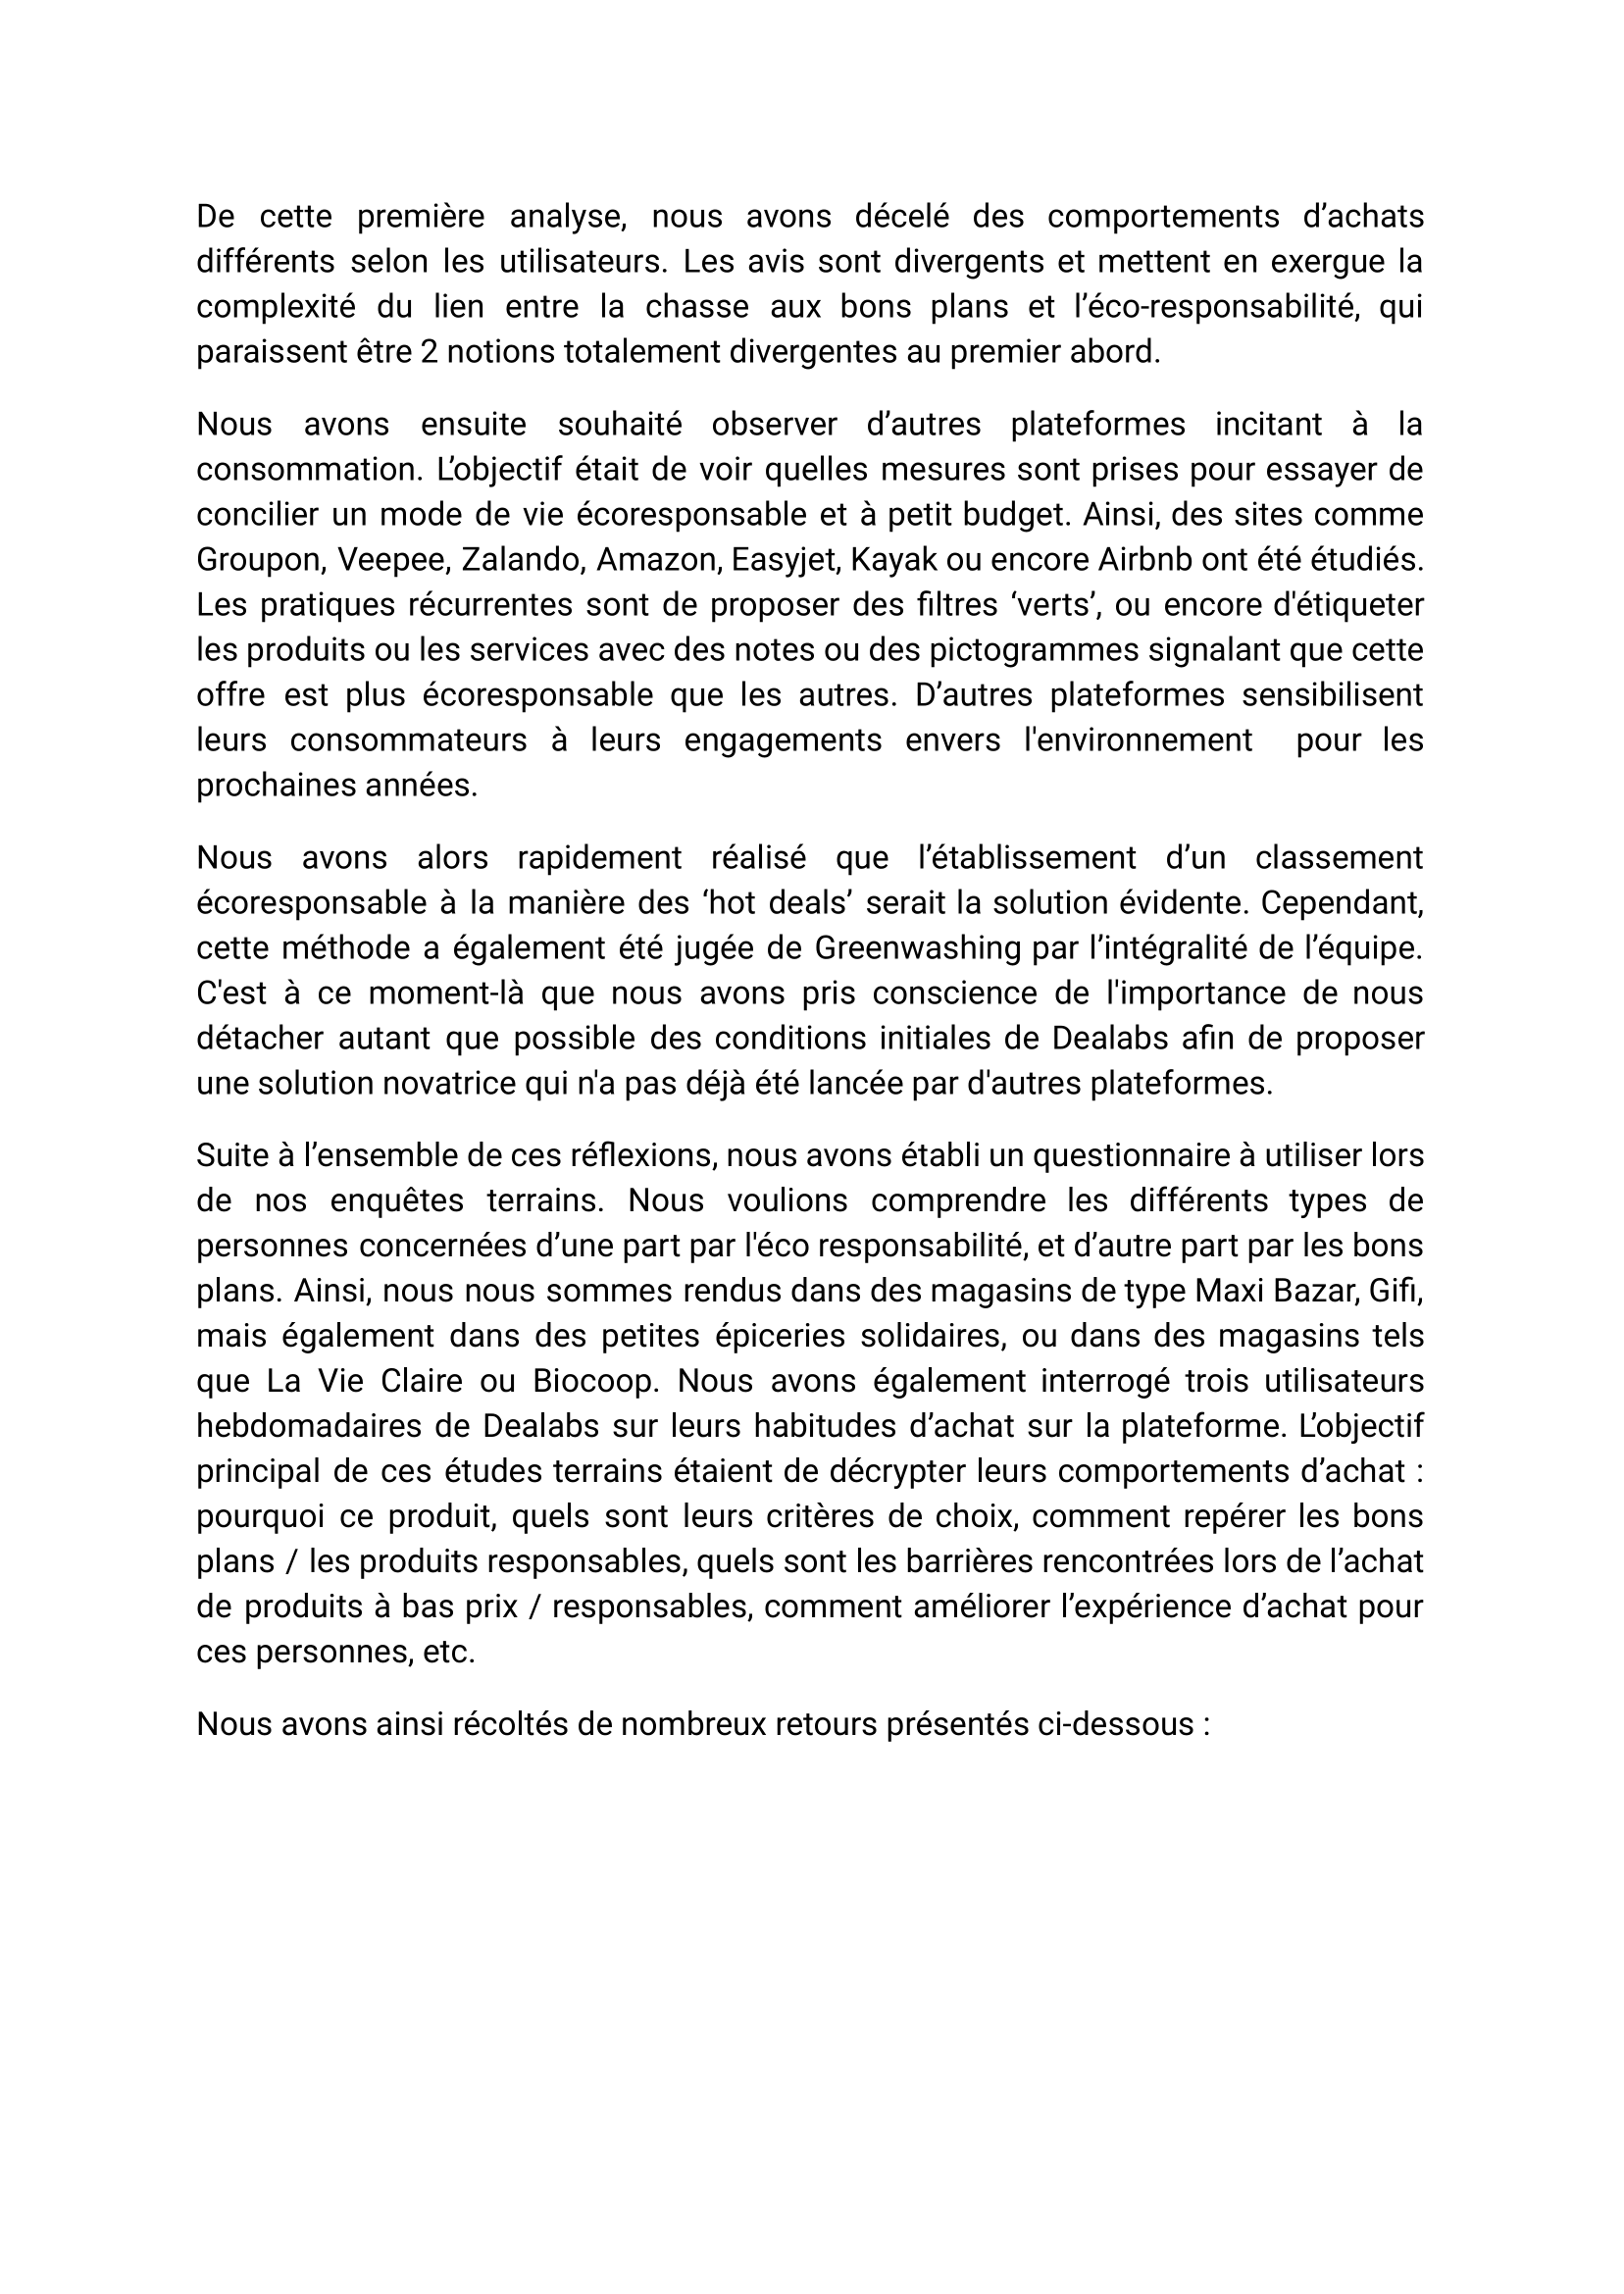 De cette première analyse, nous avons décelé des comportements d’achats
différents selon les utilisateurs. Les avis sont divergents et mettent en exergue la
complexité du lien entre la chasse aux bons plans et l’éco-responsabilité, qui
paraissent être 2 notions totalement divergentes au premier abord.
Nous avons ensuite souhaité observer d’autres plateformes incitant à la
consommation. L’objectif était de voir quelles mesures sont prises pour essayer de
concilier un mode de vie écoresponsable et à petit budget. Ainsi, des sites comme
Groupon, Veepee, Zalando, Amazon, Easyjet, Kayak ou encore Airbnb ont été étudiés.
Les pratiques récurrentes sont de proposer des filtres ‘verts’, ou encore d'étiqueter
les produits ou les services avec des notes ou des pictogrammes signalant que cette
offre est plus écoresponsable que les autres. D’autres plateformes sensibilisent
leurs consommateurs à leurs engagements envers l'environnement  pour les
prochaines années.
Nous avons alors rapidement réalisé que l’établissement d’un classement
écoresponsable à la manière des ‘hot deals’ serait la solution évidente. Cependant,
cette méthode a également été jugée de Greenwashing par l’intégralité de l’équipe.
C'est à ce moment-là que nous avons pris conscience de l'importance de nous
détacher autant que possible des conditions initiales de Dealabs afin de proposer
une solution novatrice qui n'a pas déjà été lancée par d'autres plateformes.
Suite à l’ensemble de ces réflexions, nous avons établi un questionnaire à utiliser lors
de nos enquêtes terrains. Nous voulions comprendre les différents types de
personnes concernées d’une part par l'éco responsabilité, et d’autre part par les bons
plans. Ainsi, nous nous sommes rendus dans des magasins de type Maxi Bazar, Gifi,
mais également dans des petites épiceries solidaires, ou dans des magasins tels
que La Vie Claire ou Biocoop. Nous avons également interrogé trois utilisateurs
hebdomadaires de Dealabs sur leurs habitudes d’achat sur la plateforme. L’objectif
principal de ces études terrains étaient de décrypter leurs comportements d’achat :
pourquoi ce produit, quels sont leurs critères de choix, comment repérer les bons
plans / les produits responsables, quels sont les barrières rencontrées lors de l’achat
de produits à bas prix / responsables, comment améliorer l’expérience d’achat pour
ces personnes, etc.
Nous avons ainsi récoltés de nombreux retours présentés ci-dessous :